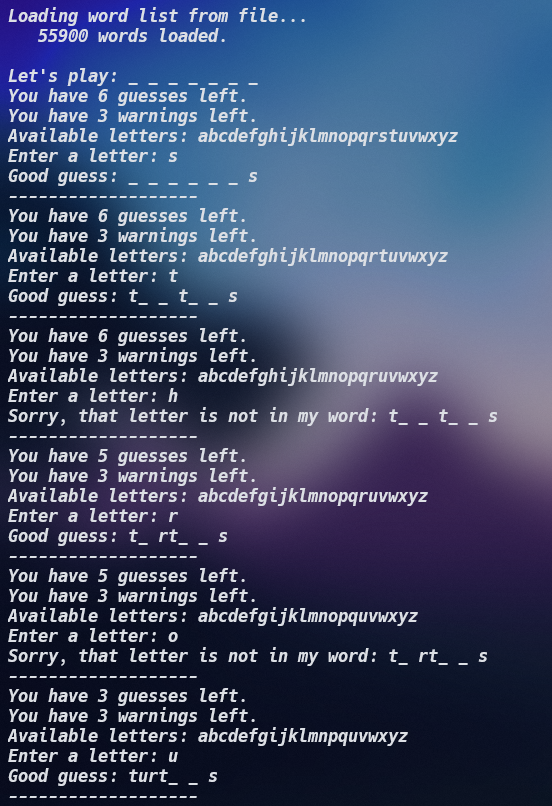 Loading word list from file...
   55900 words loaded.

Let's play: _ _ _ _ _ _ _
You have 6 guesses left.
You have 3 warnings left.
Available letters: abcdefghijklmnopqrstuvwxyz
Enter a letter: s
Good guess: _ _ _ _ _ _ s
-------------------
You have 6 guesses left.
You have 3 warnings left.
Available letters: abcdefghijklmnopqrtuvwxyz
Enter a letter: t
Good guess: t_ _ t_ _ s
-------------------
You have 6 guesses left.
You have 3 warnings left.
Available letters: abcdefghijklmnopqruvwxyz
Enter a letter: h
Sorry, that letter is not in my word: t_ _ t_ _ s
-------------------
You have 5 guesses left.
You have 3 warnings left.
Available letters: abcdefgijklmnopqruvwxyz
Enter a letter: r
Good guess: t_ rt_ _ s
-------------------
You have 5 guesses left.
You have 3 warnings left.
Available letters: abcdefgijklmnopquvwxyz
Enter a letter: o
Sorry, that letter is not in my word: t_ rt_ _ s
-------------------
You have 3 guesses left.
You have 3 warnings left.
Available letters: abcdefgijklmnpquvwxyz
Enter a letter: u
Good guess: turt_ _ s
-------------------